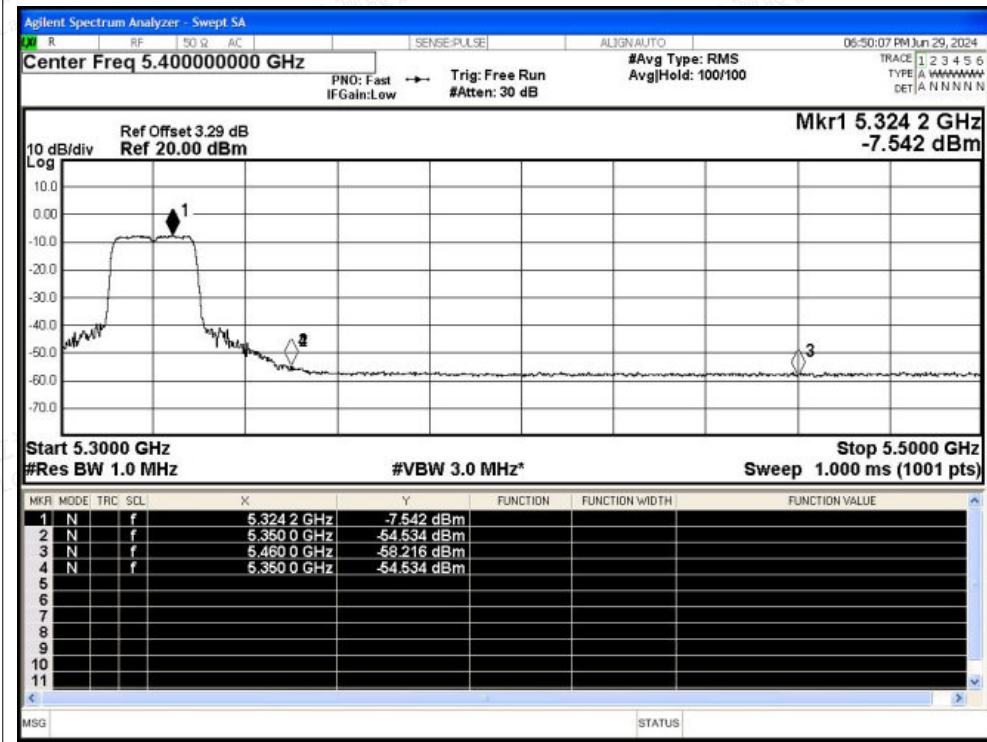 Agilent Spectrum Analyzer - Swept SA
LXI R RF 50 Ω AC SENSE:PULSE ALIGN AUTO 06:50:07 PM Jun 29, 2024
Center Freq 5.400000000 GHz #Avg Type: RMS TRACE 1 2 3 4 5 6
PNO: Fast Trig: Free Run Avg|Hold: 100/100 TYPE A WWWWW
IFGain:Low #Atten: 30 dB DET A N N N N N
Mkr1 5.324 2 GHz
Ref Offset 3.29 dB
10 dB/div Ref 20.00 dBm -7.542 dBm
Log
10.0
0.00
1
-10.0
-20.0
-30.0
-40.0
-50.0
3
-60.0
-70.0
Start 5.3000 GHz Stop 5.5000 GHz
#Res BW 1.0 MHz #VBW 3.0 MHz* Sweep 1.000 ms (1001 pts)
MKR MODE TRC SCL X Y FUNCTION FUNCTION WIDTH FUNCTION VALUE
1 N f 5.324 2 GHz -7.542 dBm
2 N f 5.350 0 GHz -54.534 dBm
3 N f 5.460 0 GHz -58.216 dBm
4 N f 5.350 0 GHz -54.534 dBm
5
6
7
8
9
10
11
MSG STATUS